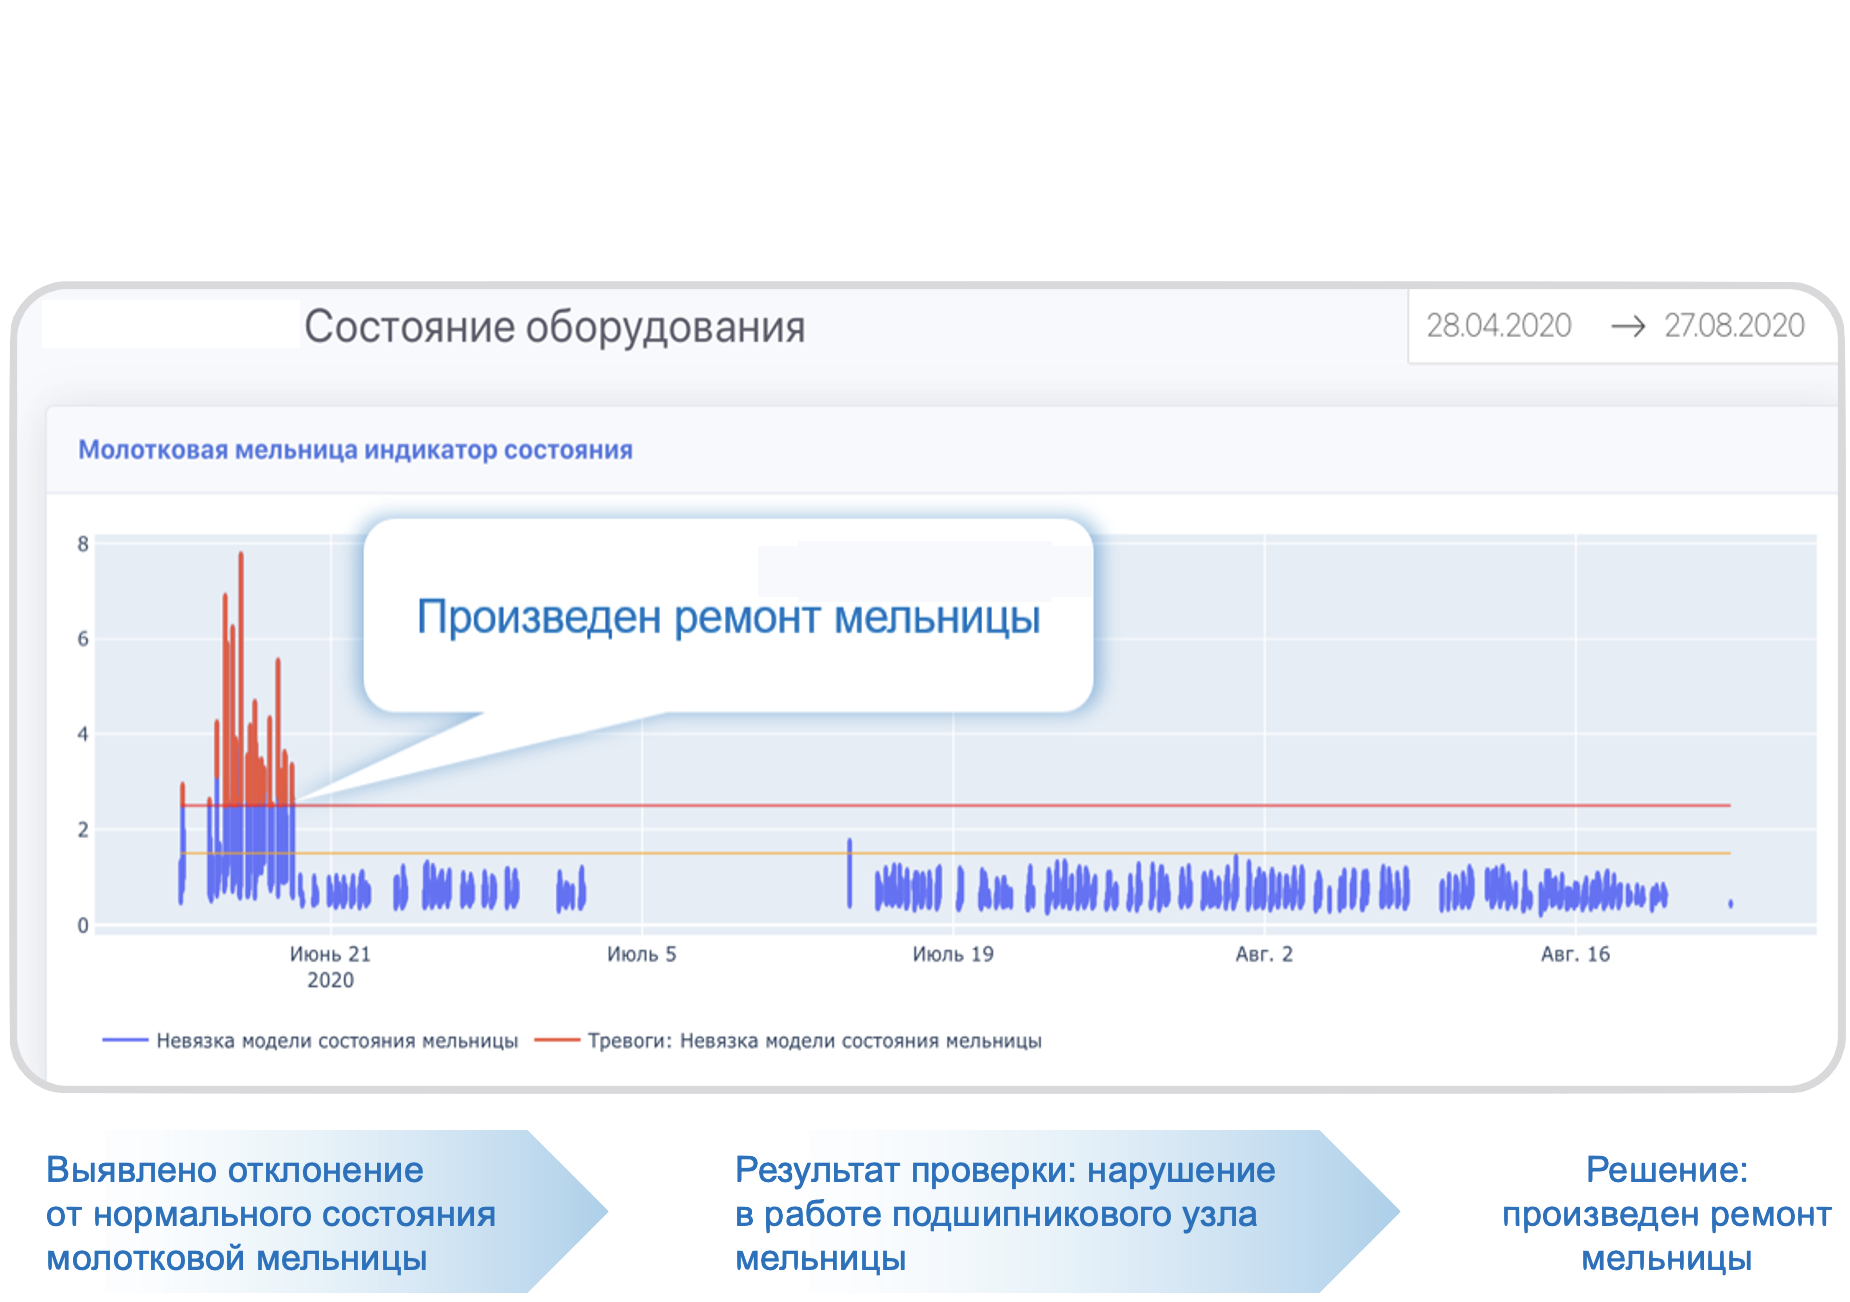 Состояние оборудования
28.04.2020 → 27.08.2020
Молотковая мельница индикатор состояния
Произведен ремонт мельницы
8
6
4
2
0
Июнь 21
2020
Июль 5
Июль 19
Авг. 2
Авг. 16
Невязка модели состояния мельницы
Тревоги: Невязка модели состояния мельницы
Выявлено отклонение
от нормального состояния
молотковой мельницы
Результат проверки: нарушение
в работе подшипникового узла
мельницы
Решение:
произведен ремонт
мельницы